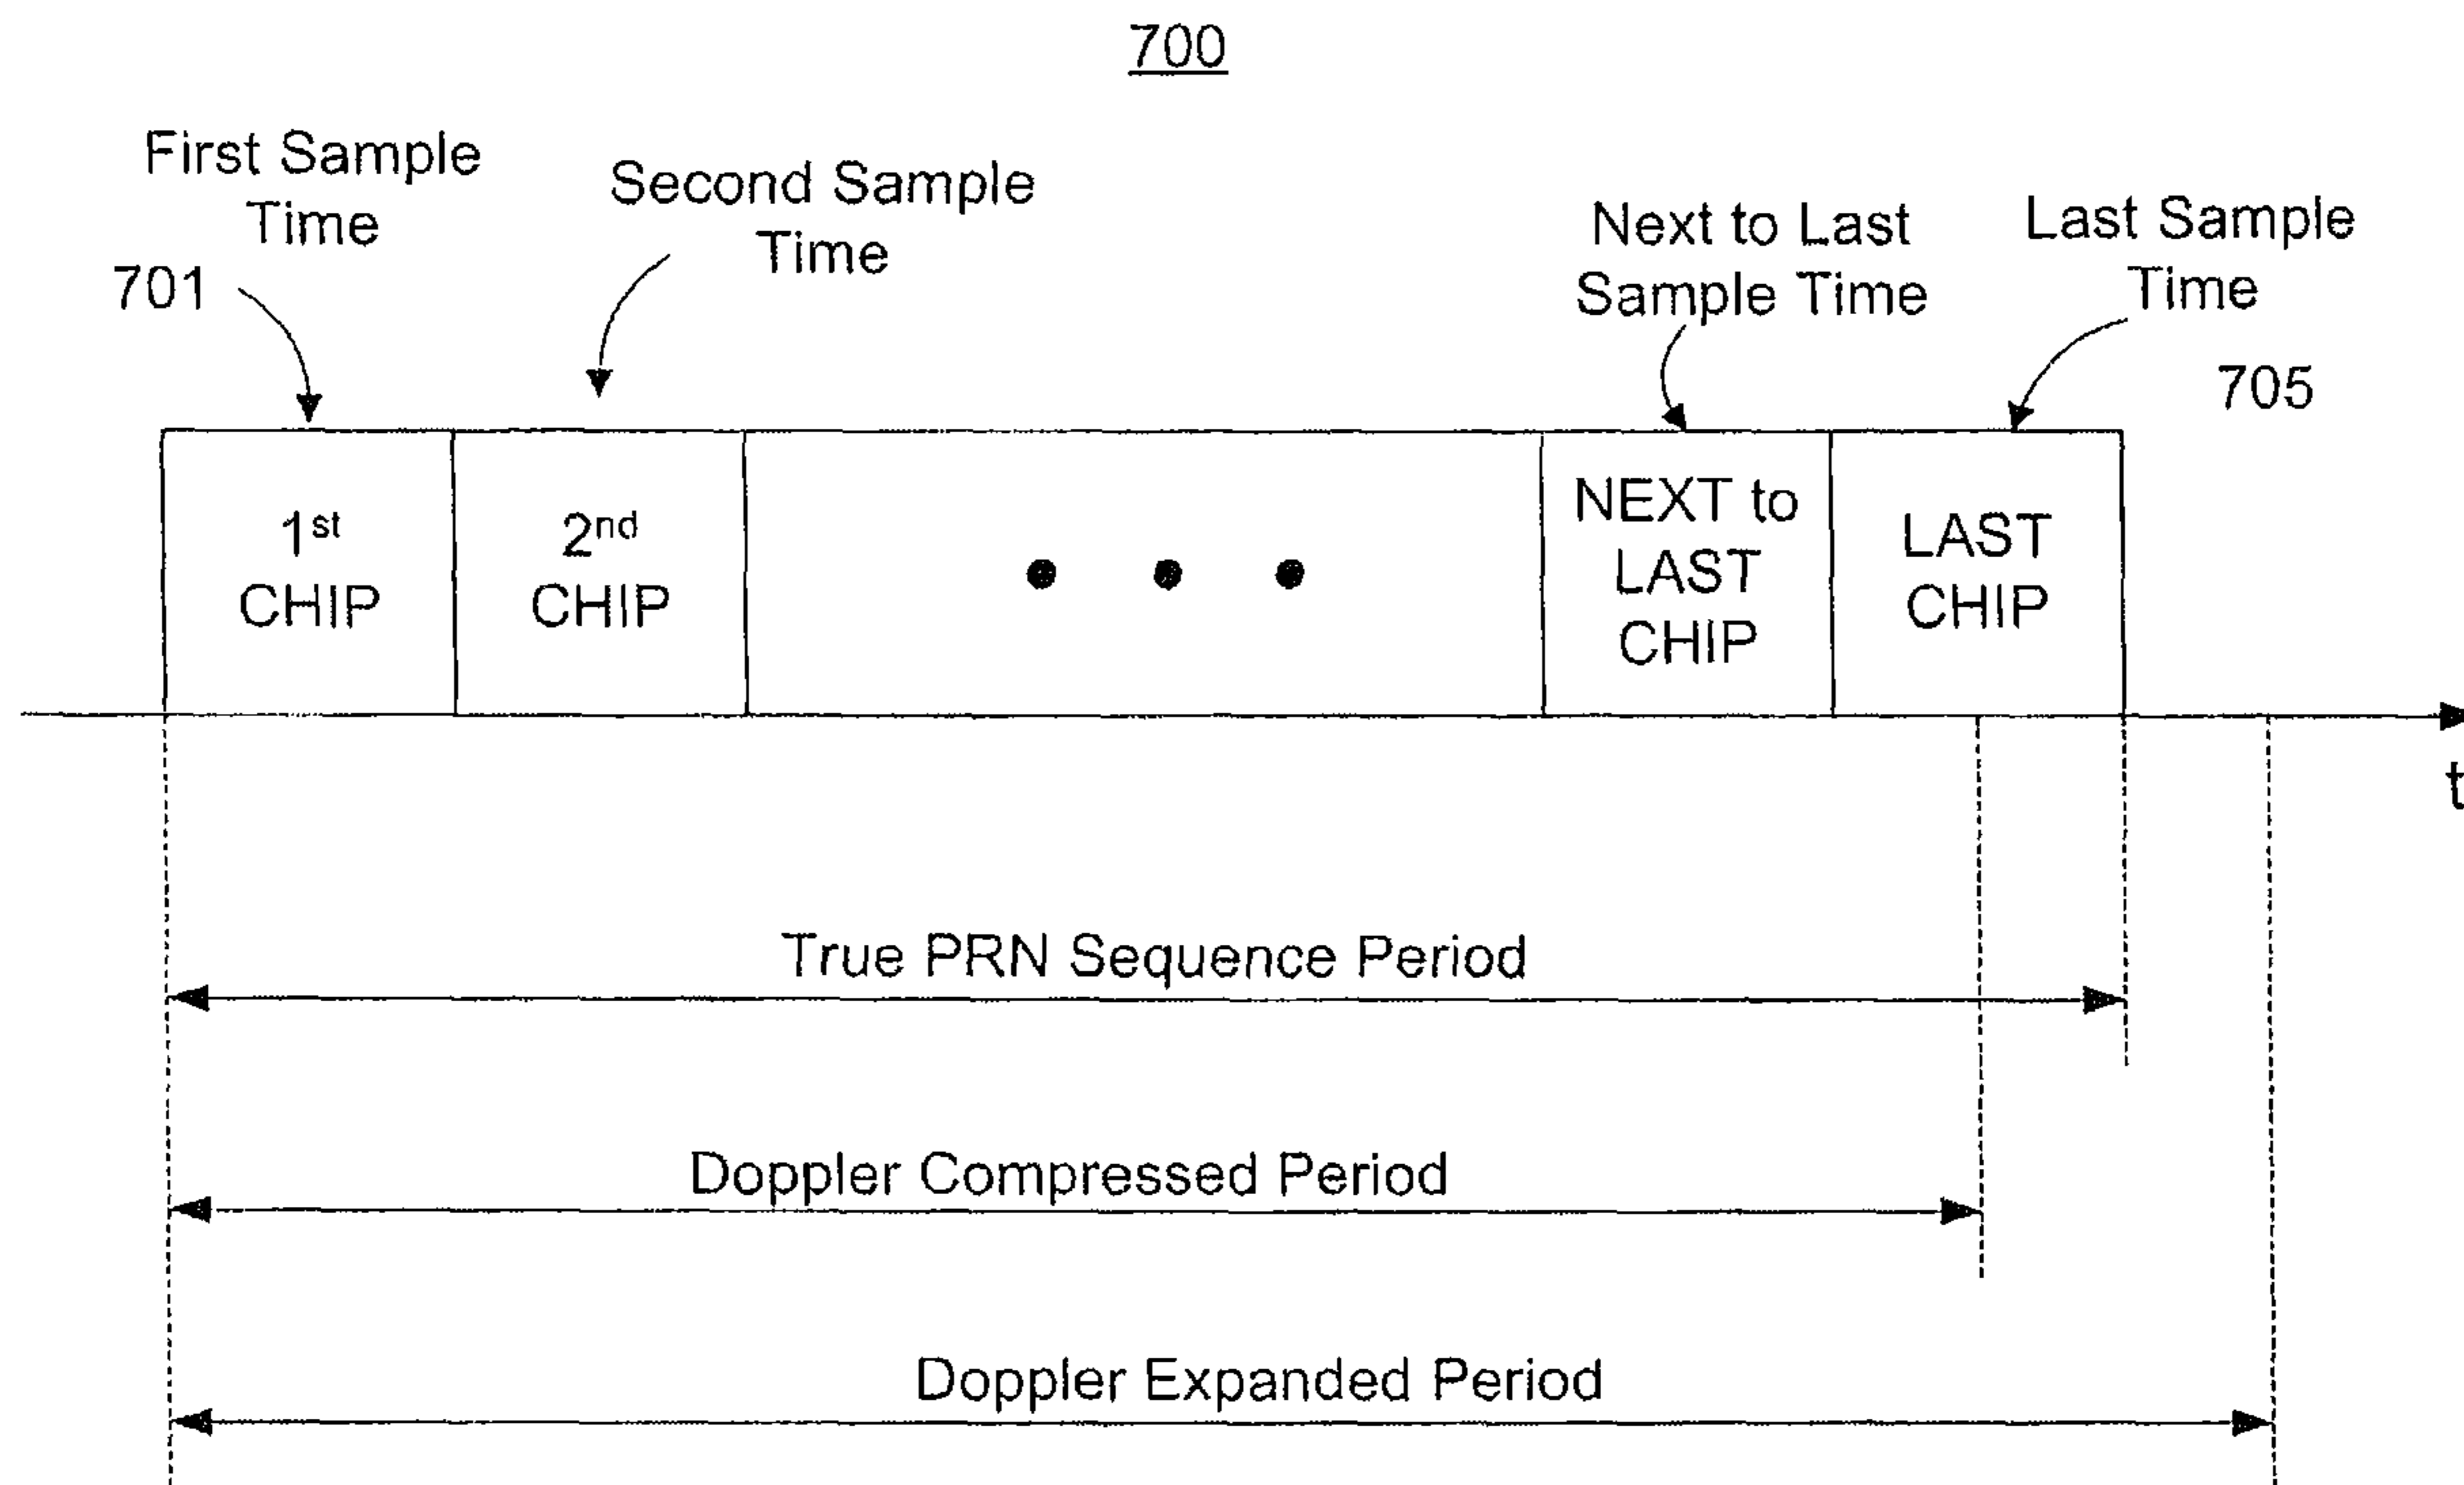 700
First Sample
Time
701
Second Sample
Time
Next to Last
Sample Time
Last Sample
Time
705
1st
CHIP
2nd
CHIP
NEXT to
LAST
CHIP
LAST
CHIP
t
True PRN Sequence Period
Doppler Compressed Period
Doppler Expanded Period